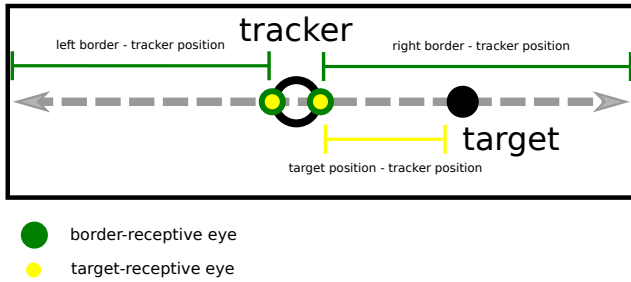 tracker
left border - tracker position
right border - tracker position
target
target position - tracker position
border-receptive eye
target-receptive eye